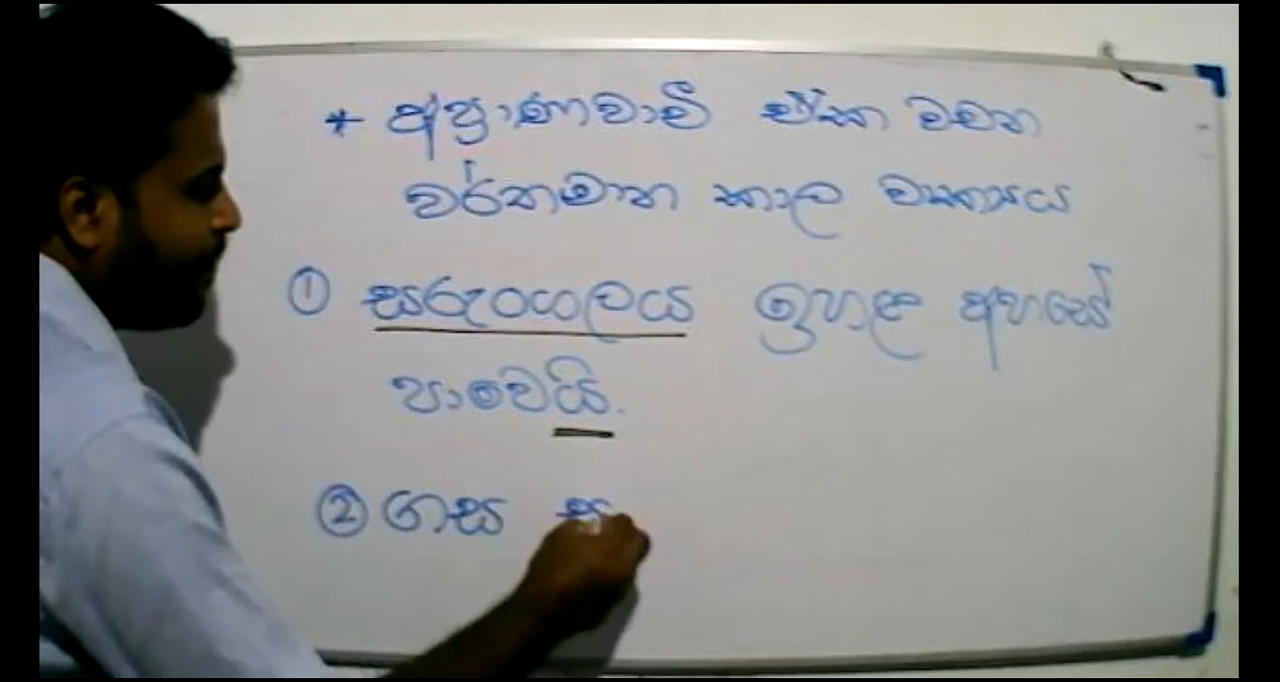 * අප්‍රාණවාචී ඒක වචන
වර්තමාන කාල වාක්‍යය
① සරුංගලය ඉහළ අහසේ
පාවෙයි.
② ගස ස